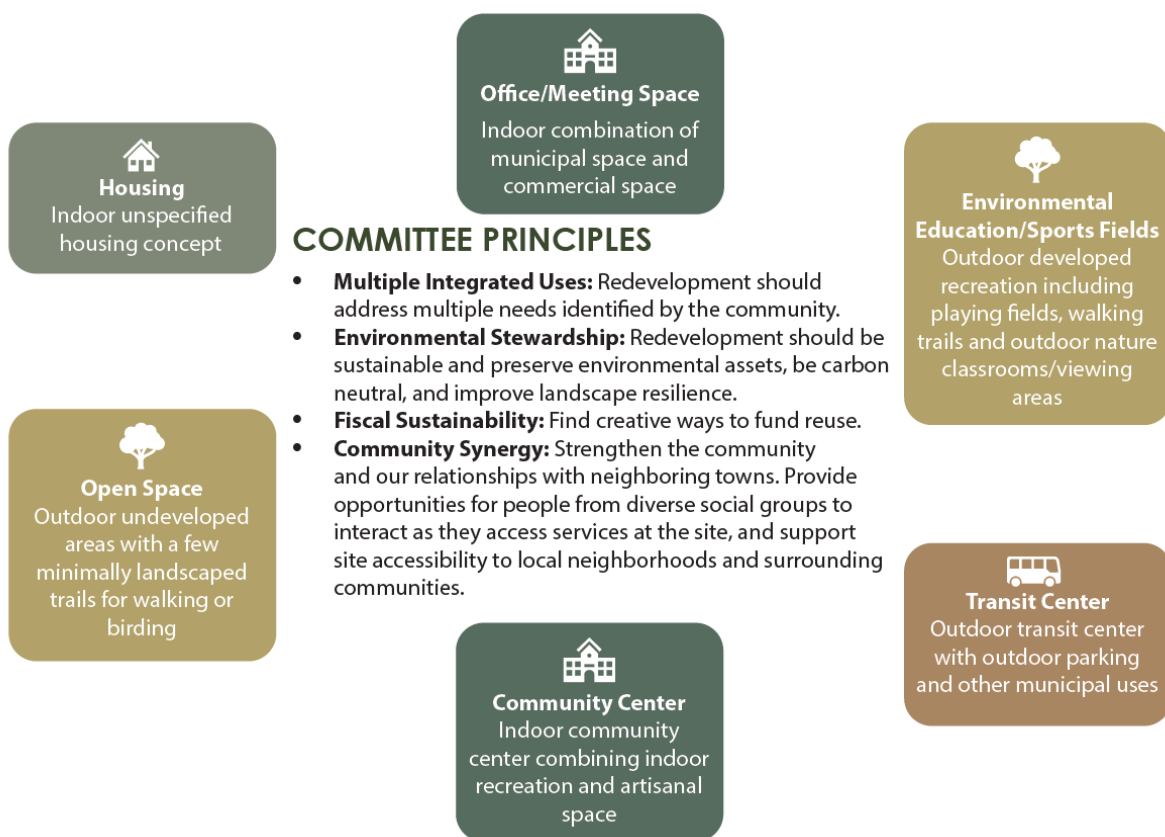 Office/Meeting Space
Indoor combination of
municipal space and
commercial space
Housing
Indoor unspecified
housing concept
Environmental
Education/Sports Fields
Outdoor developed
recreation including
playing fields, walking
trails and outdoor nature
classrooms/viewing
areas
COMMITTEE PRINCIPLES
• Multiple Integrated Uses: Redevelopment should
address multiple needs identified by the community.
• Environmental Stewardship: Redevelopment should be
sustainable and preserve environmental assets, be carbon
neutral, and improve landscape resilience.
• Fiscal Sustainability: Find creative ways to fund reuse.
• Community Synergy: Strengthen the community
and our relationships with neighboring towns. Provide
opportunities for people from diverse social groups to
interact as they access services at the site, and support
site accessibility to local neighborhoods and surrounding
communities.
Open Space
Outdoor undeveloped
areas with a few
minimally landscaped
trails for walking or
birding
Transit Center
Outdoor transit center
with outdoor parking
and other municipal uses
Community Center
Indoor community
center combining indoor
recreation and artisanal
space